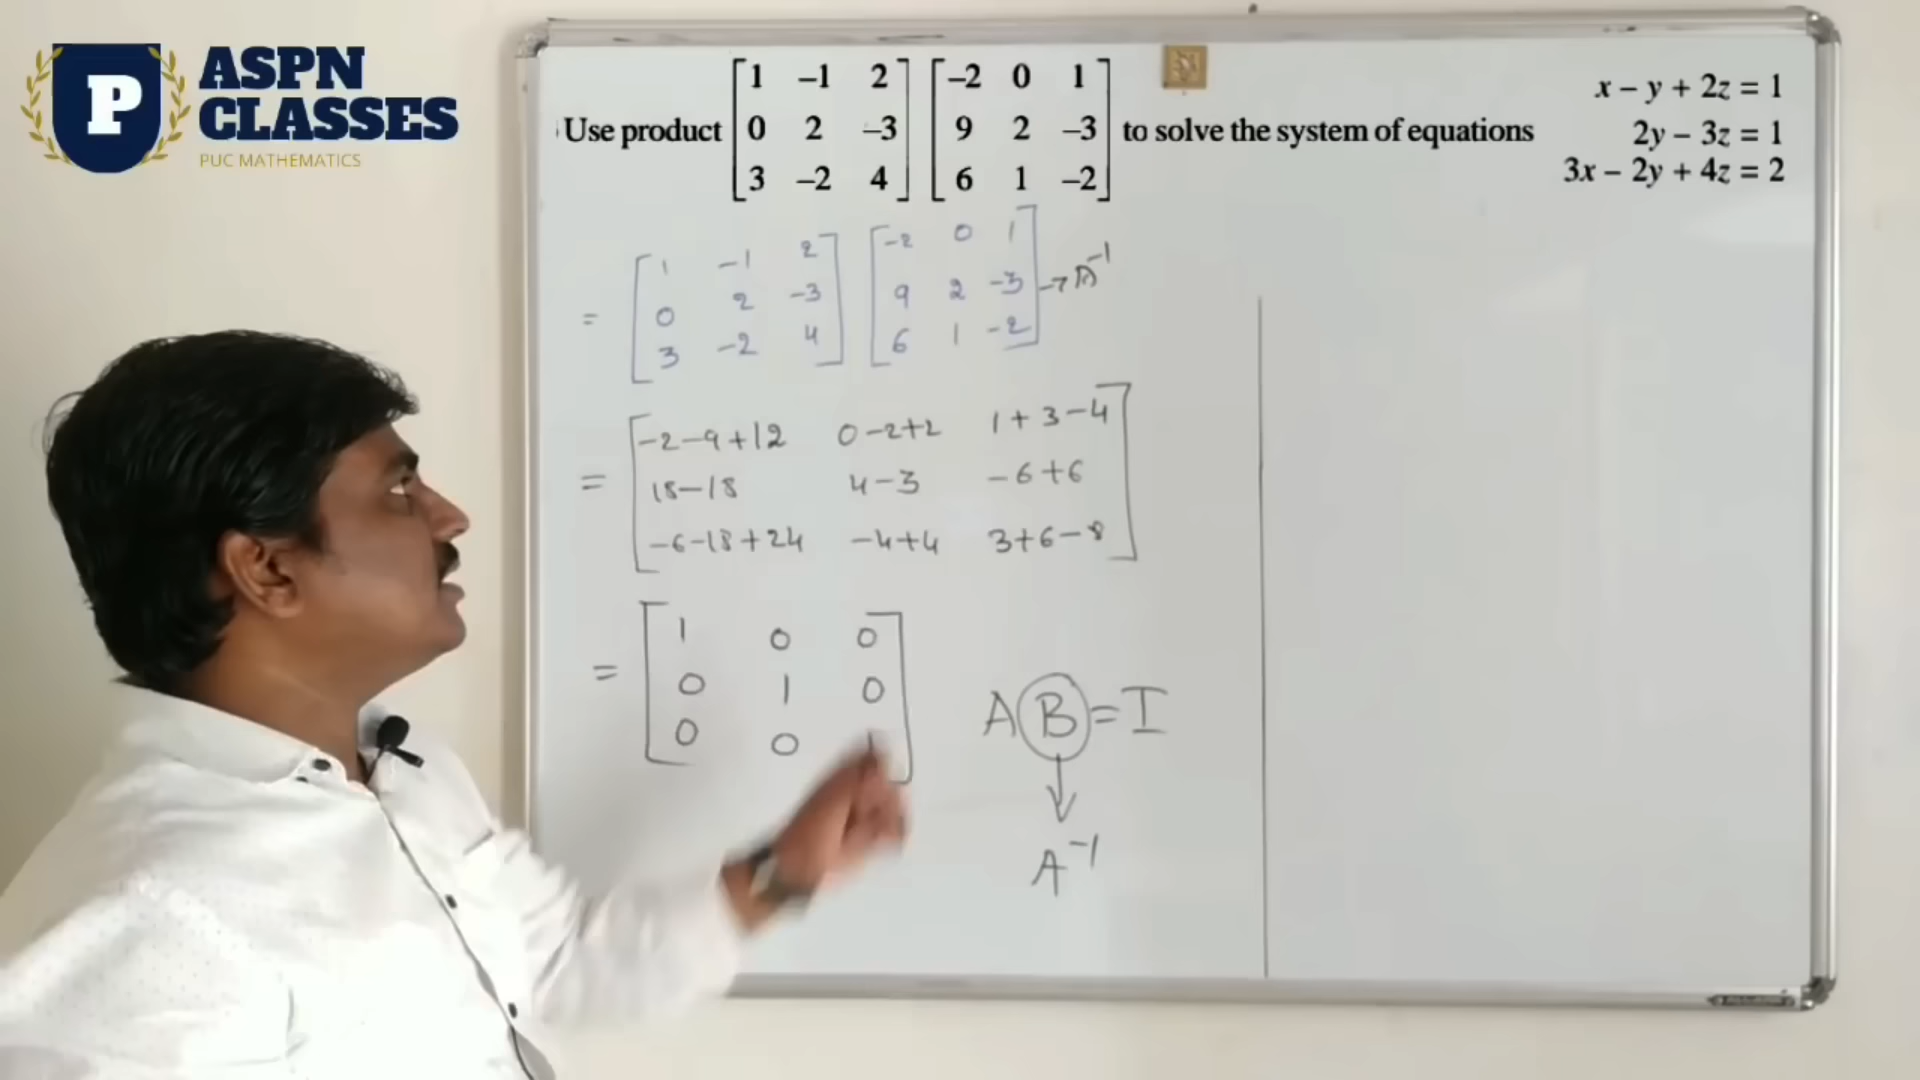 P
ASPN
CLASSES
PUC MATHEMATICS
Use product [1 –1 2; 0 2 –3; 3 –2 4] [–2 0 1; 9 2 –3; 6 1 –2] to solve the system of equations
x – y + 2z = 1
2y – 3z = 1
3x – 2y + 4z = 2
= [1 -1 2; 0 2 -3; 3 -2 4] [-2 0 1; 9 2 -3; 6 1 -2] → A⁻¹
= [-2-9+12 0-2+2 1+3-4; 18-18 4-3 -6+6; -6-18+24 -4+4 3+6-8]
= [1 0 0; 0 1 0; 0 0 1]
AB = I
↓
A⁻¹